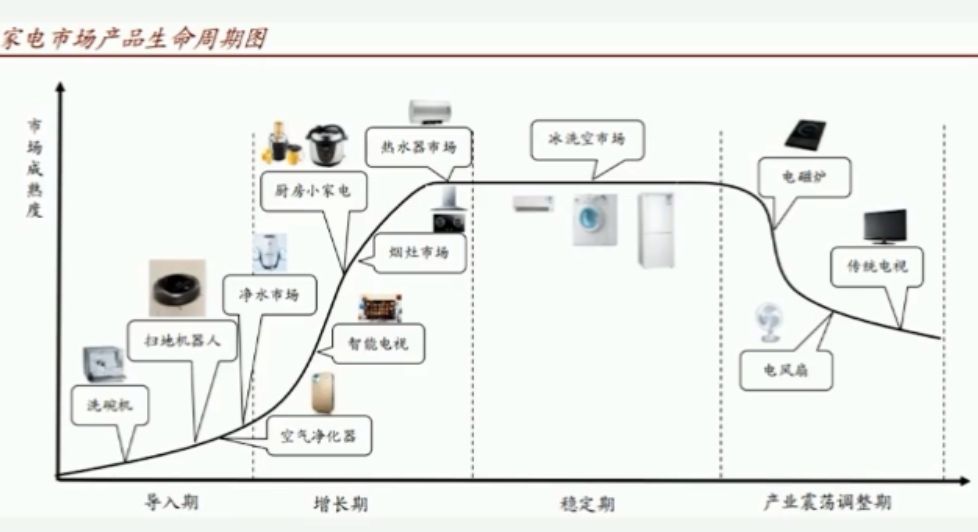 家电市场产品生命周期图
市场成熟度
热水器市场
冰洗空市场
厨房小家电
电磁炉
烟灶市场
传统电视
净水市场
扫地机器人
智能电视
电风扇
洗碗机
空气净化器
导入期
增长期
稳定期
产业震荡调整期